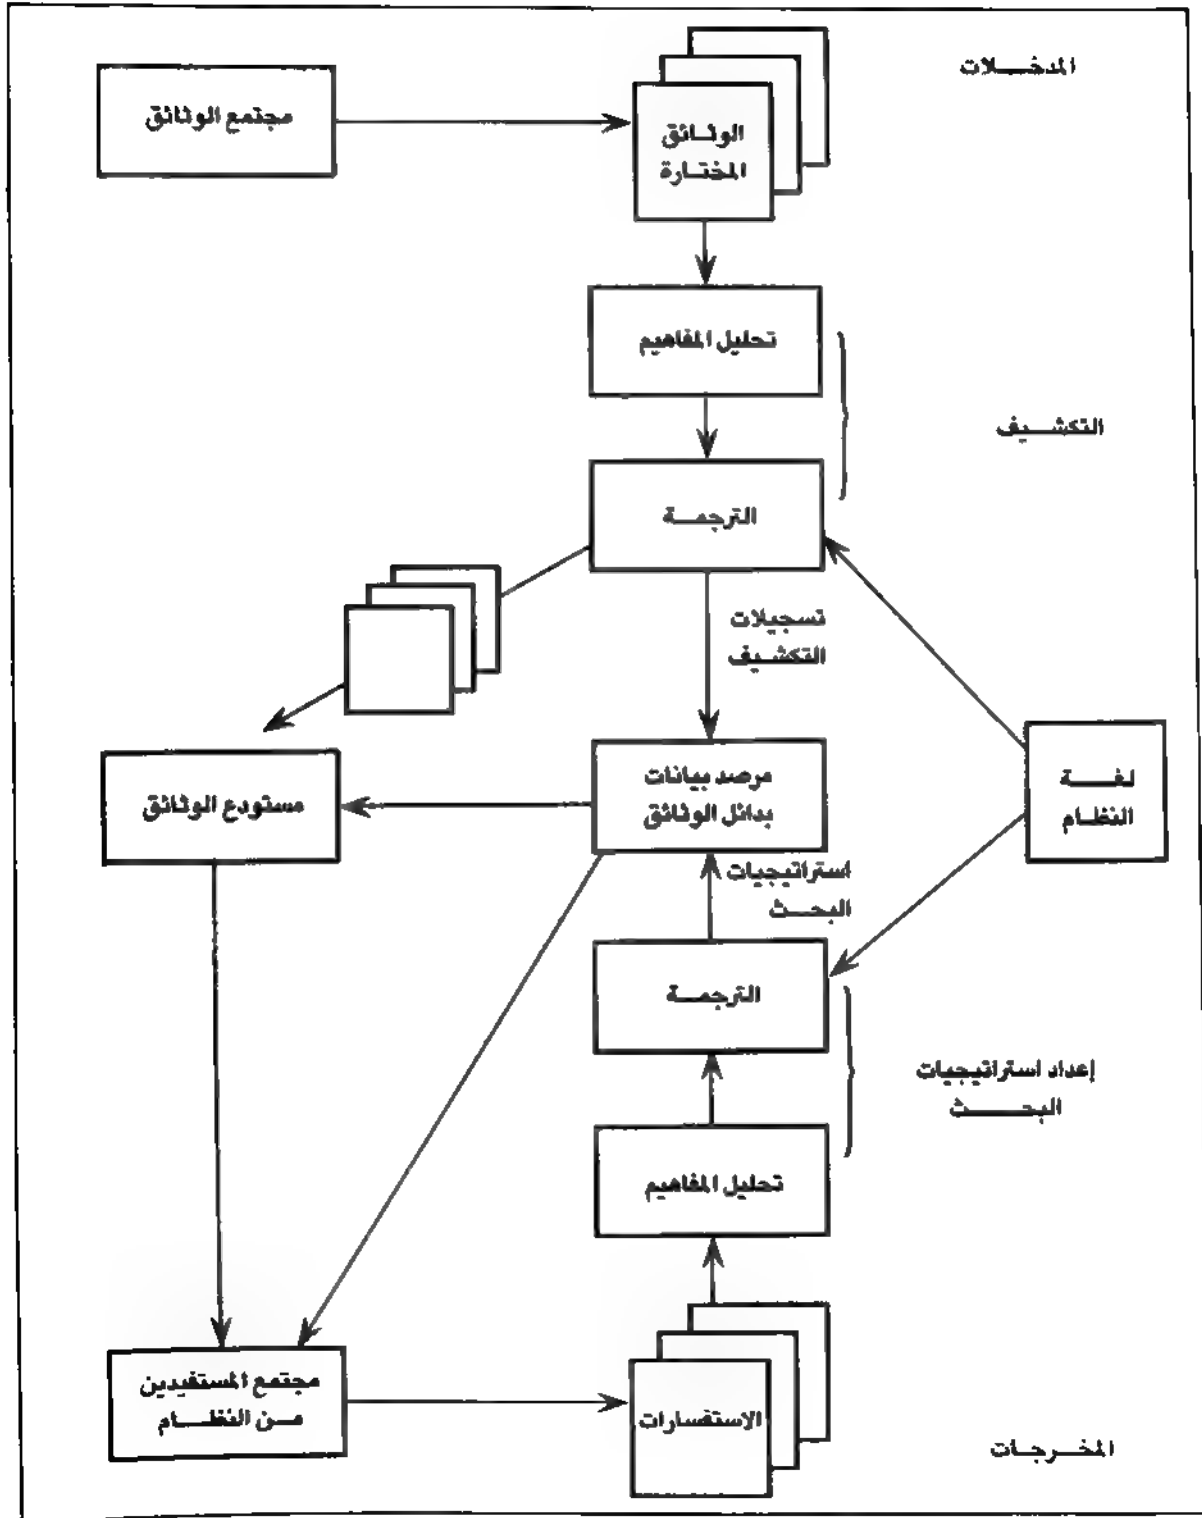 المدخلات
مجتمع الوثائق
الوثائق
المختارة
تحليل المفاهيم
التكشيف
الترجمة
تسجيلات
التكشيف
مرصد بيانات
بدائل الوثائق
مستودع الوثائق
لغة
النظام
استراتيجيات
البحث
الترجمة
إعداد استراتيجيات
البحث
تحليل المفاهيم
مجتمع المستفيدين
من النظام
الاستفسارات
المخرجات